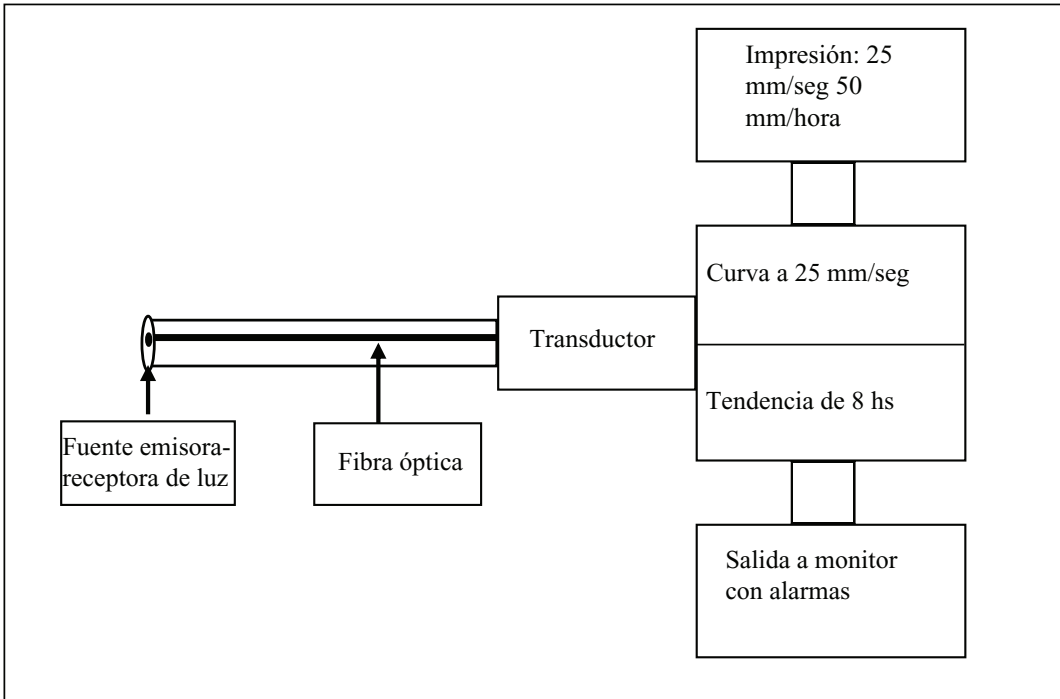 Impresión: 25
mm/seg 50
mm/hora
Curva a 25 mm/seg
Transductor
Tendencia de 8 hs
Fuente emisora-
receptora de luz
Fibra óptica
Salida a monitor
con alarmas